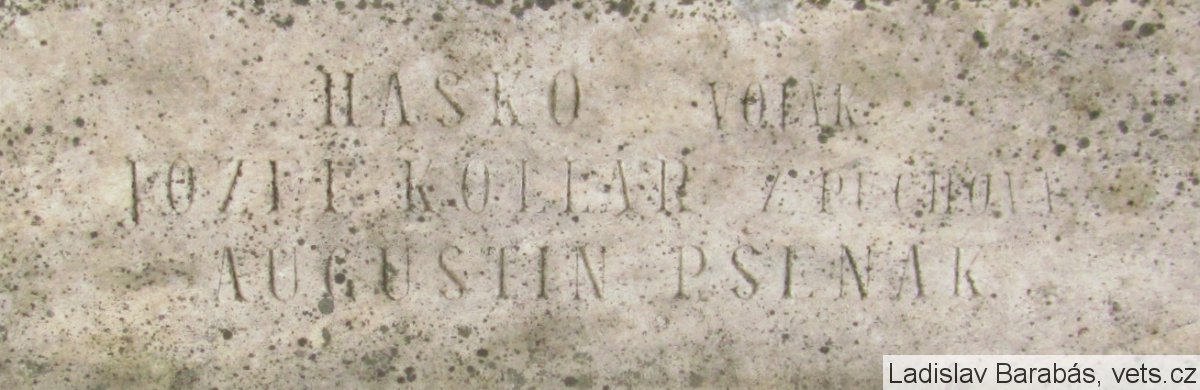 HASKO VOJAK
JOZEF KOLLAR Z PUCHOVA
AUGUSTIN PSENAK
Ladislav Barabás, vets.cz